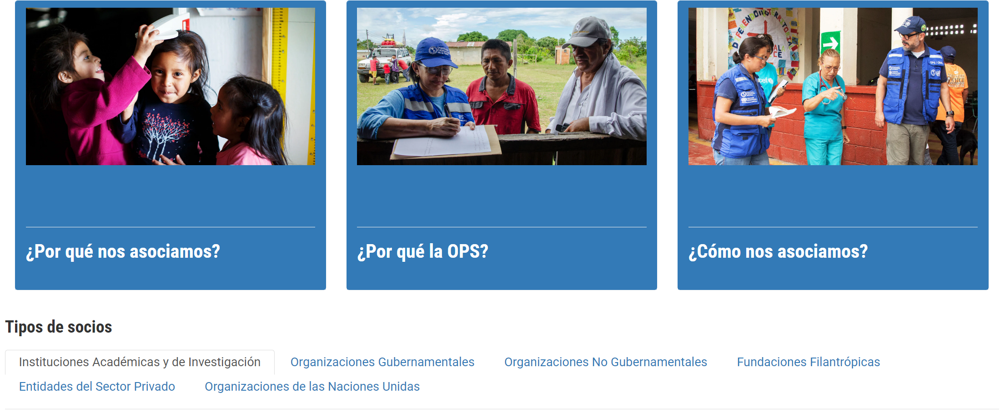 ¿Por qué nos asociamos?
¿Por qué la OPS?
¿Cómo nos asociamos?
Tipos de socios
Instituciones Académicas y de Investigación
Organizaciones Gubernamentales
Organizaciones No Gubernamentales
Fundaciones Filantrópicas
Entidades del Sector Privado
Organizaciones de las Naciones Unidas